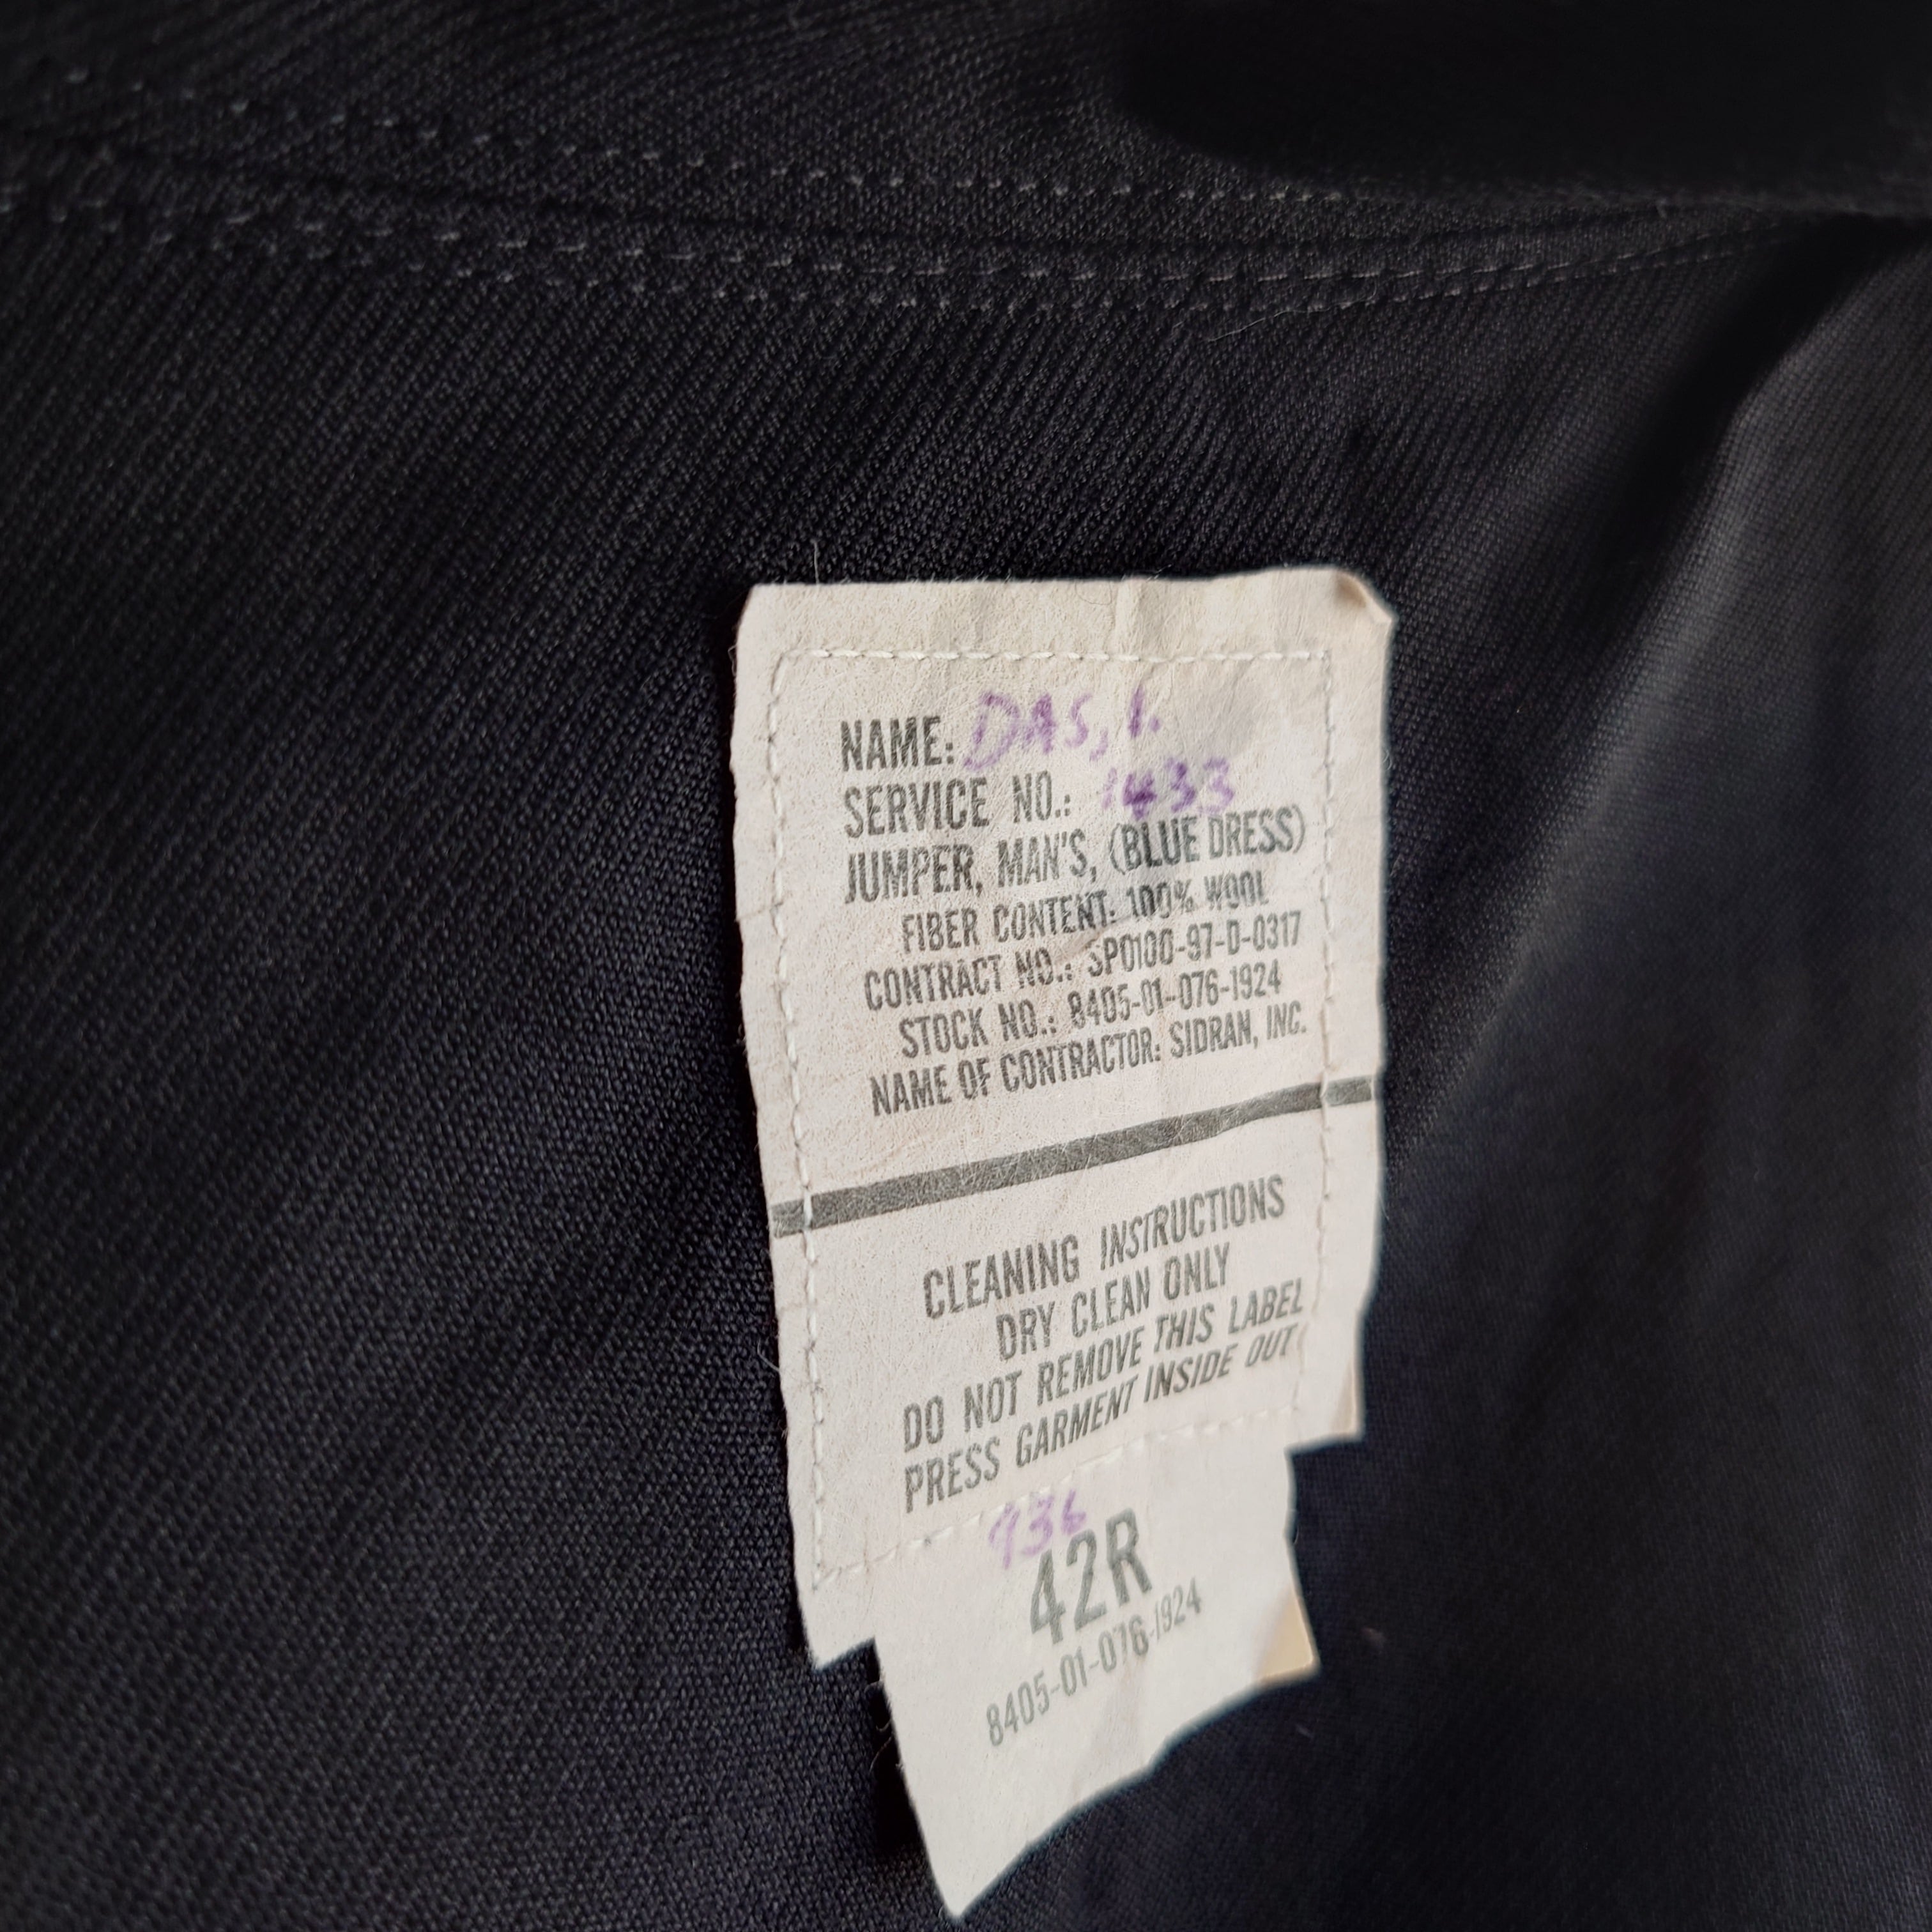 NAME: DAS, I.
SERVICE NO.: 1433
JUMPER, MAN'S, (BLUE DRESS)
FIBER CONTENT: 100% WOOL
CONTRACT NO.: SP0100-97-D-0317
STOCK NO.: 8405-01-076-1924
NAME OF CONTRACTOR: SIDRAN, INC.
CLEANING INSTRUCTIONS
DRY CLEAN ONLY
DO NOT REMOVE THIS LABEL
PRESS GARMENT INSIDE OUT
42R
8405-01-076-1924